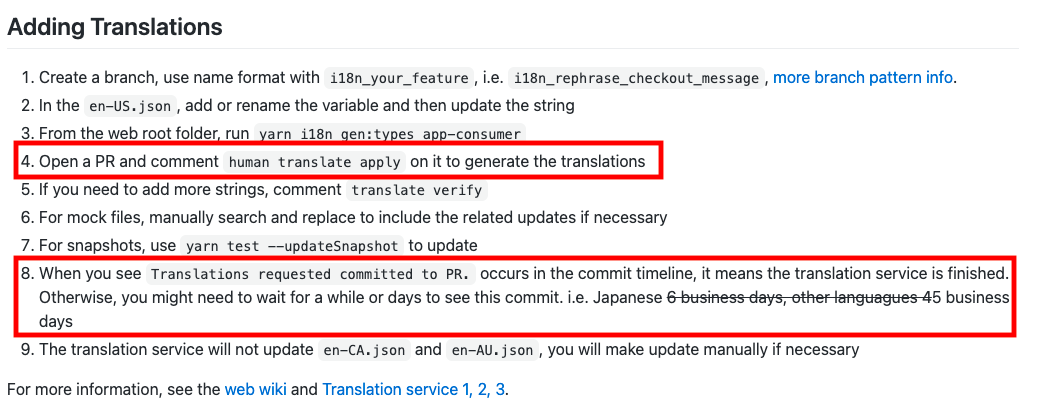 Adding Translations
1. Create a branch, use name format with i18n_your_feature, i.e. i18n_rephrase_checkout_message, more branch pattern info.
2. In the en-US.json, add or rename the variable and then update the string
3. From the web root folder, run yarn i18n gen:types app-consumer
4. Open a PR and comment human translate apply on it to generate the translations
5. If you need to add more strings, comment translate verify
6. For mock files, manually search and replace to include the related updates if necessary
7. For snapshots, use yarn test --updateSnapshot to update
8. When you see Translations requested committed to PR. occurs in the commit timeline, it means the translation service is finished.
Otherwise, you might need to wait for a while or days to see this commit. i.e. Japanese 6 business days, other languagues 45 business
days
9. The translation service will not update en-CA.json and en-AU.json, you will make update manually if necessary
For more information, see the web wiki and Translation service 1, 2, 3.